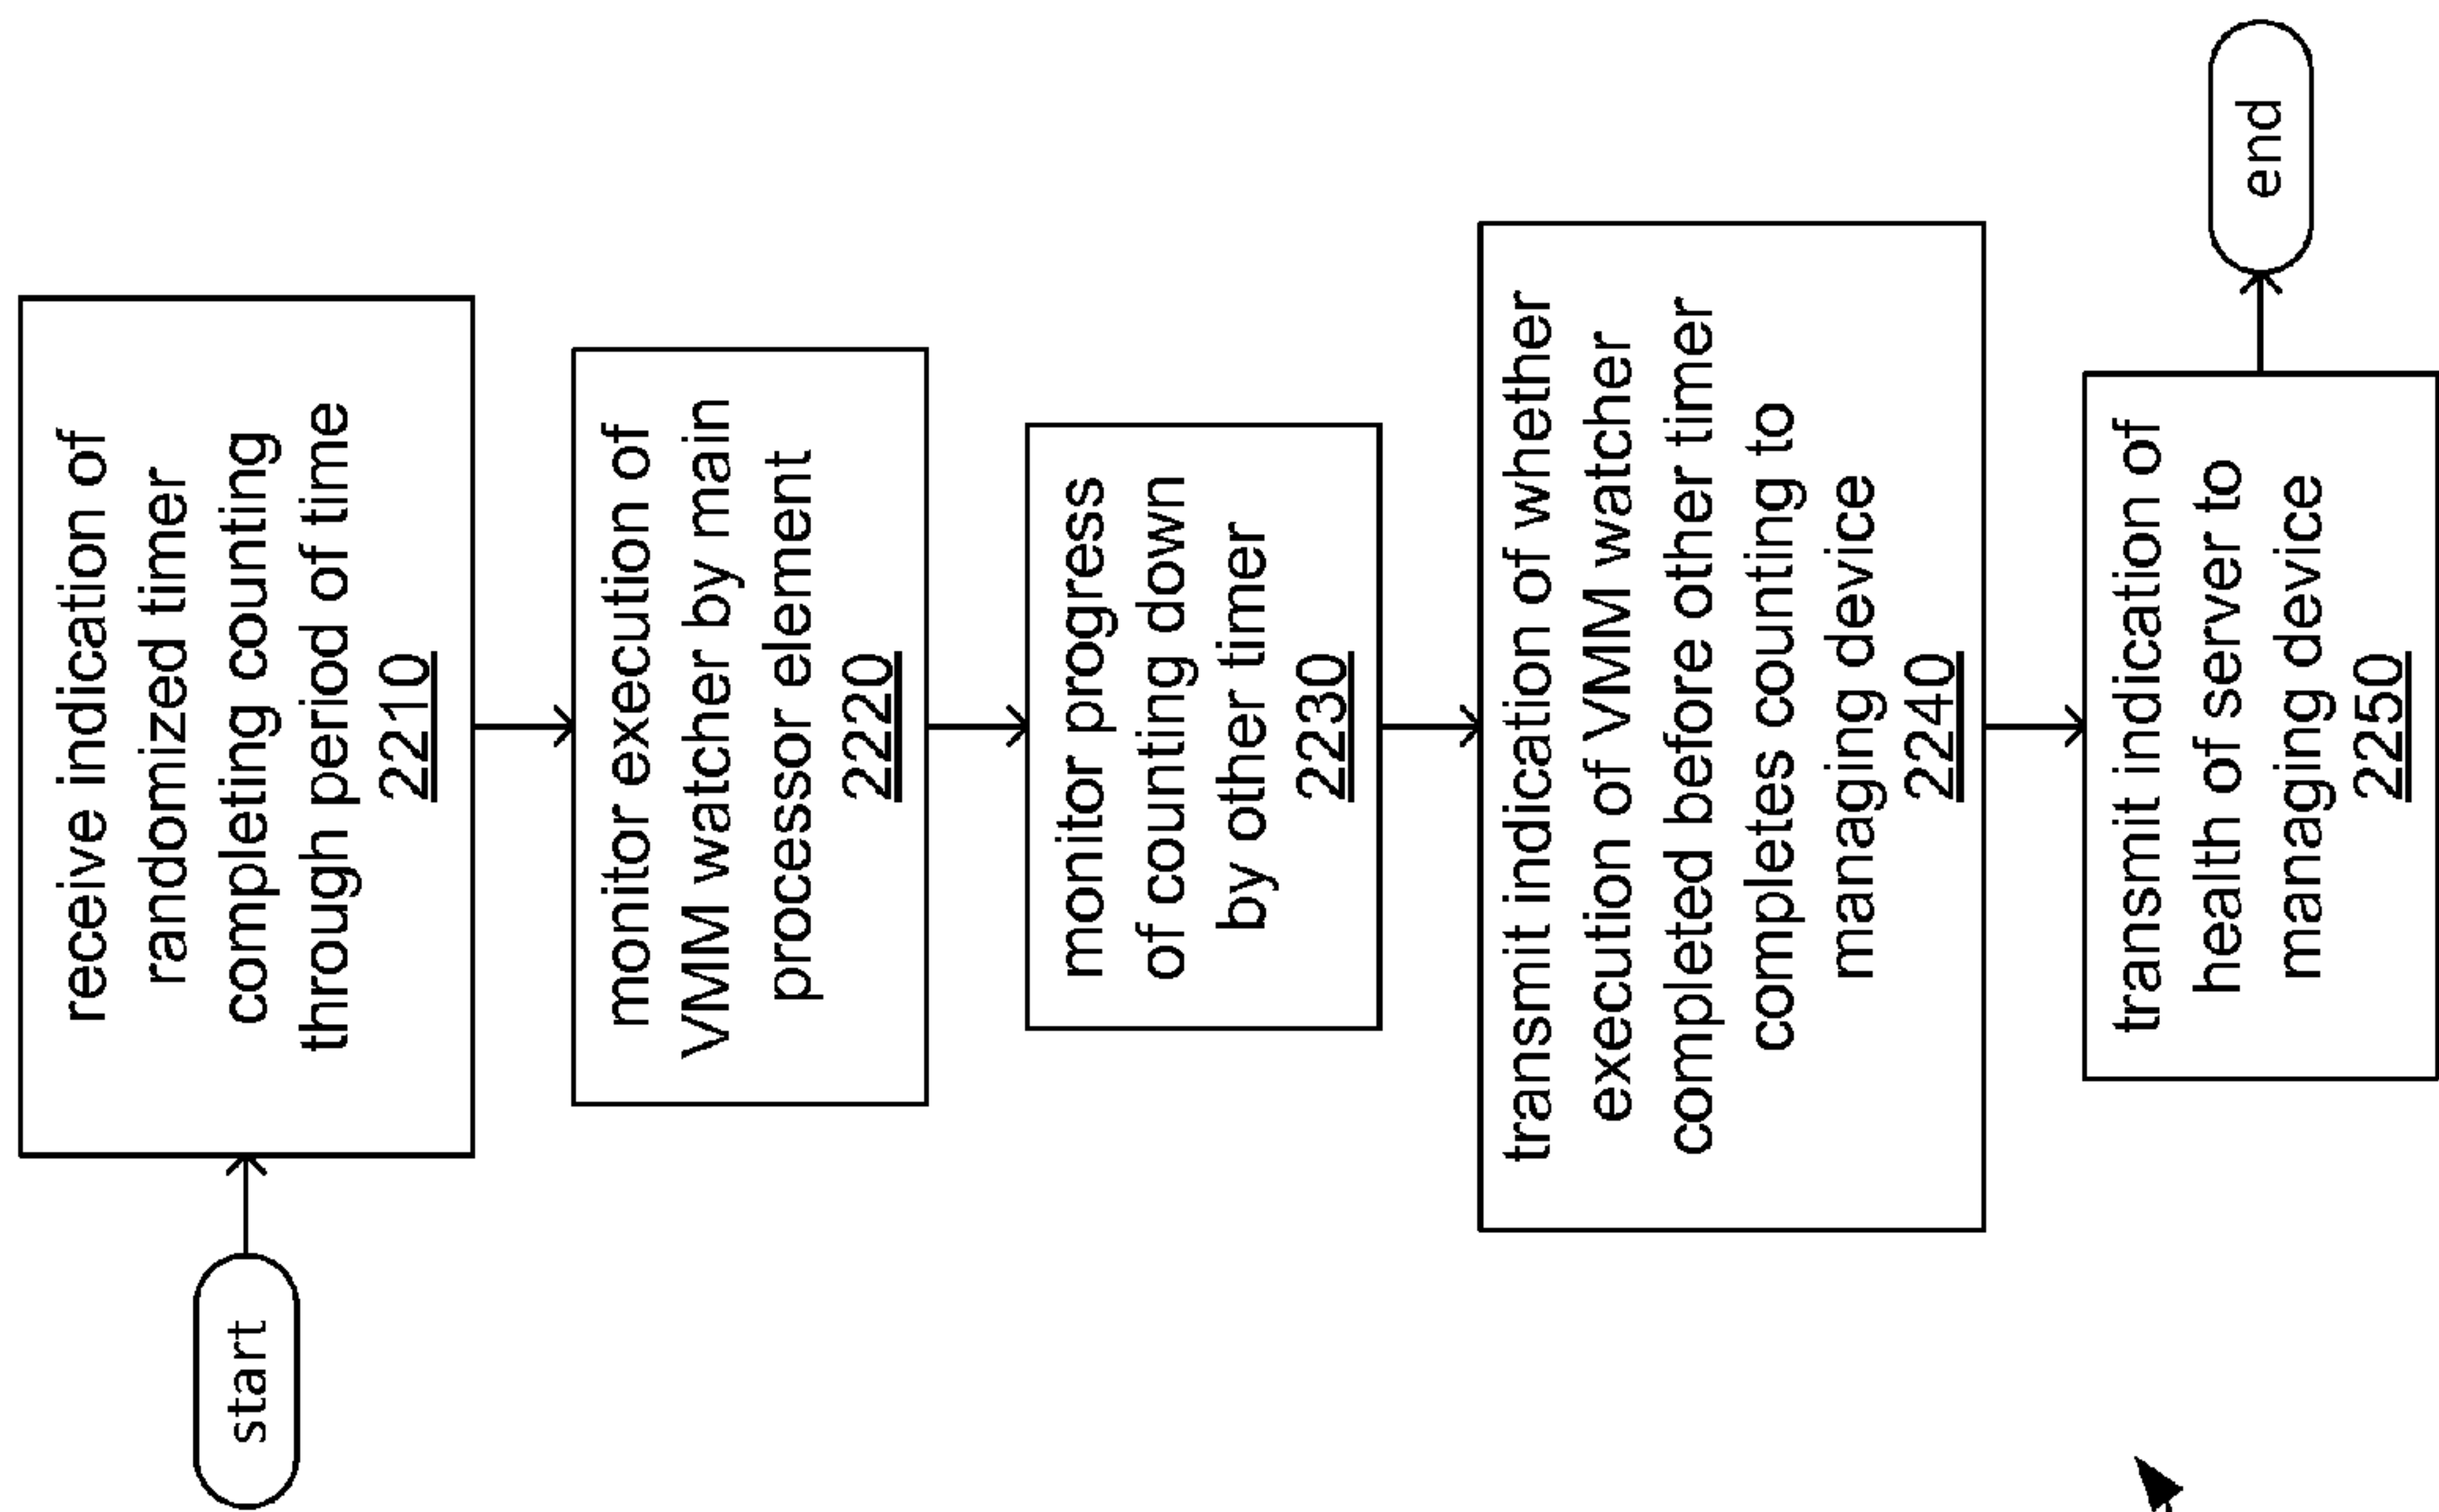 start
receive indication of
randomized timer
completing counting
through period of time
2210
monitor execution of
VMM watcher by main
processor element
2220
monitor progress
of counting down
by other timer
2230
transmit indication of whether
execution of VMM watcher
completed before other timer
completes counting to
managing device
2240
transmit indication of
health of server to
managing device
2250
end